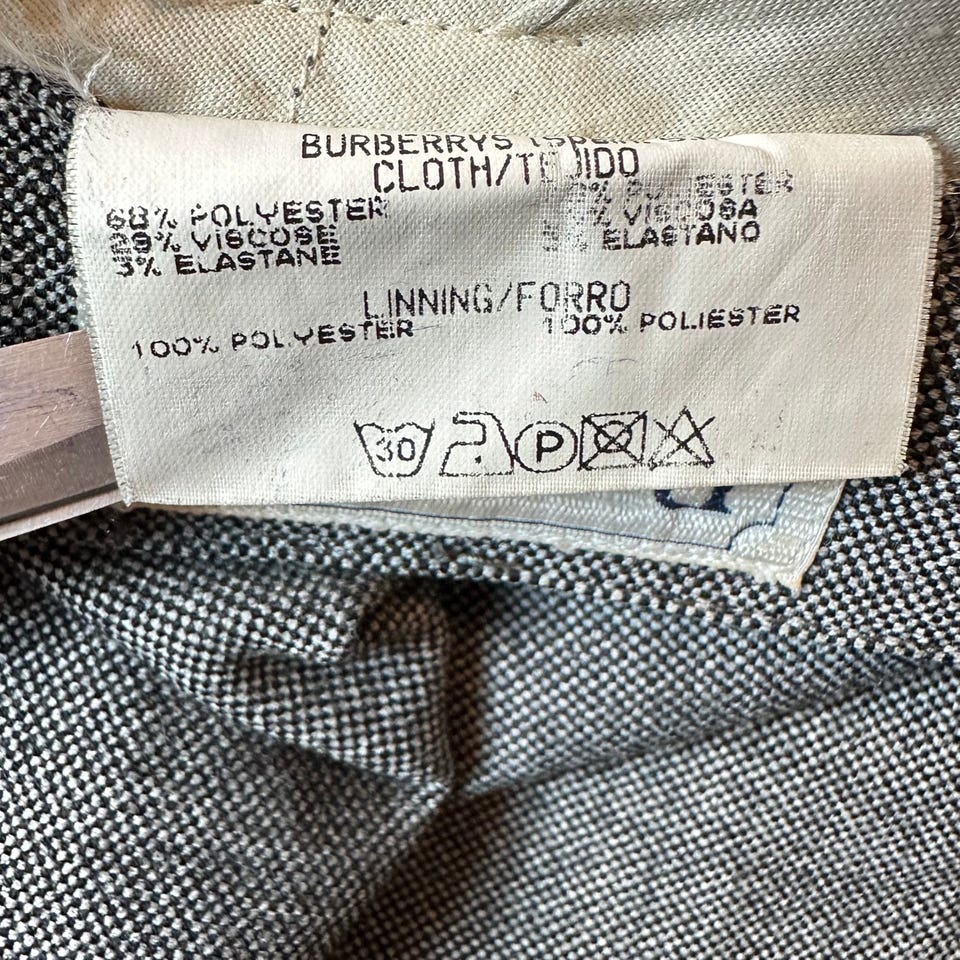 BURBERRYS
CLOTH/TEJIDO
68% POLYESTER
29% VISCOSE VISCOSA
3% ELASTANE ELASTANO
LINNING/FORRO
100% POLYESTER 100% POLIESTER
30 P